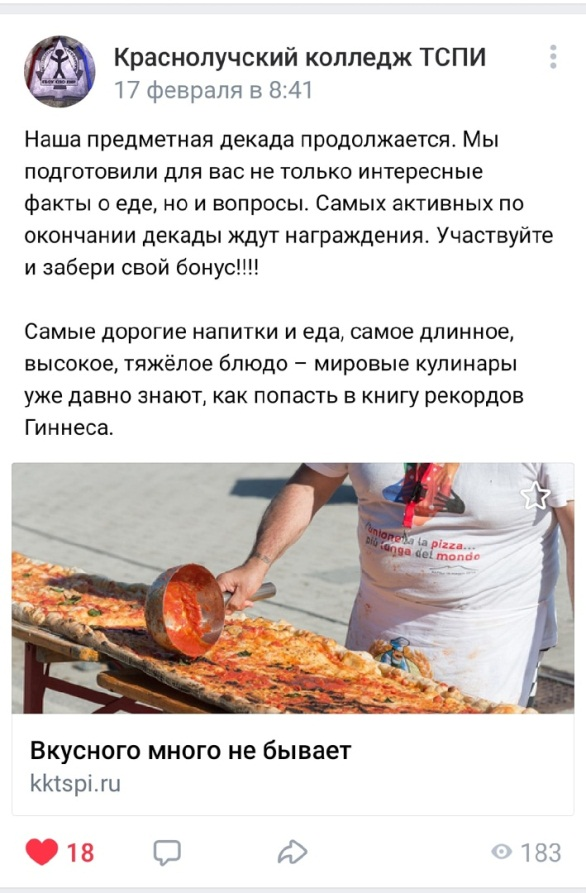 Краснолучский колледж ТСПИ
17 февраля в 8:41
Наша предметная декада продолжается. Мы
подготовили для вас не только интересные
факты о еде, но и вопросы. Самых активных по
окончании декады ждут награждения. Участвуйте
и забери свой бонус!!!!
Самые дорогие напитки и еда, самое длинное,
высокое, тяжёлое блюдо – мировые кулинары
уже давно знают, как попасть в книгу рекордов
Гиннеса.
la pizza...
più lunga del mondo
Вкусного много не бывает
kktspi.ru
18
183